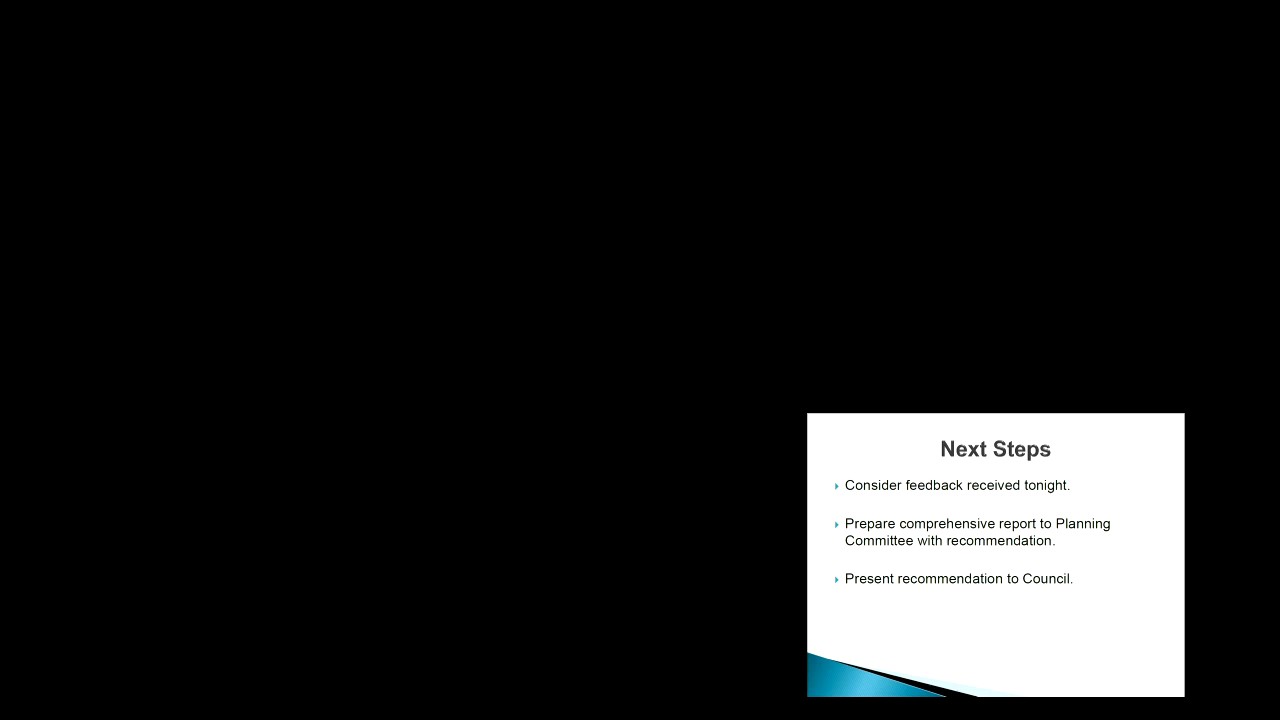 Next Steps
Consider feedback received tonight.
Prepare comprehensive report to Planning
Committee with recommendation.
Present recommendation to Council.